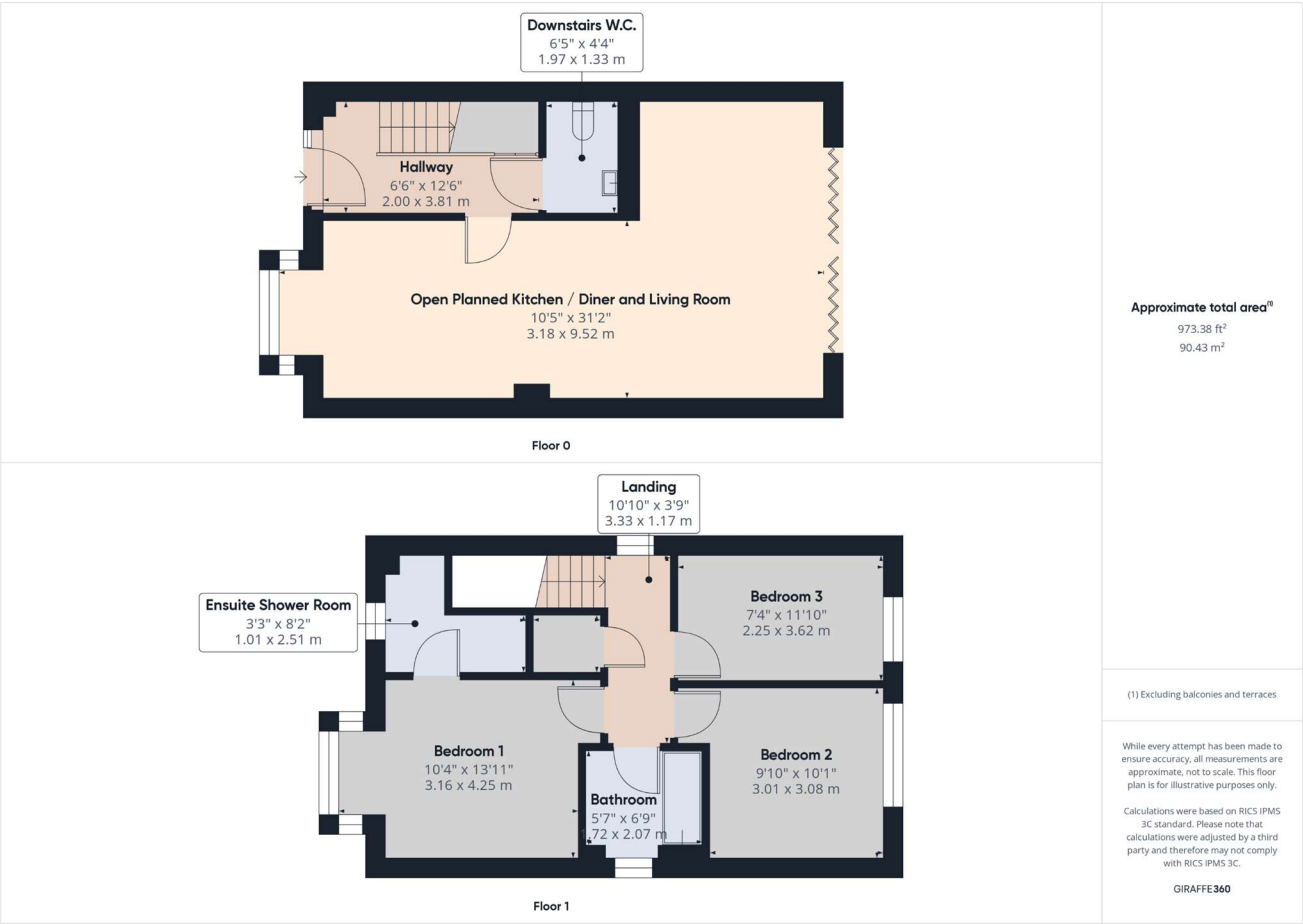 Downstairs W.C.
6'5" x 4'4"
1.97 x 1.33 m
Hallway
6'6" x 12'6"
2.00 x 3.81 m
Open Planned Kitchen / Diner and Living Room
10'5" x 31'2"
3.18 x 9.52 m
Floor 0
Landing
10'10" x 3'9"
3.33 x 1.17 m
Ensuite Shower Room
3'3" x 8'2"
1.01 x 2.51 m
Bedroom 3
7'4" x 11'10"
2.25 x 3.62 m
Bedroom 1
10'4" x 13'11"
3.16 x 4.25 m
Bedroom 2
9'10" x 10'1"
3.01 x 3.08 m
Bathroom
5'7" x 6'9"
1.72 x 2.07 m
Floor 1
Approximate total area(1)
973.38 ft²
90.43 m²
(1) Excluding balconies and terraces
While every attempt has been made to
ensure accuracy, all measurements are
approximate, not to scale. This floor
plan is for illustrative purposes only.
Calculations were based on RICS IPMS
3C standard. Please note that
calculations were adjusted by a third
party and therefore may not comply
with RICS IPMS 3C.
GIRAFFE360